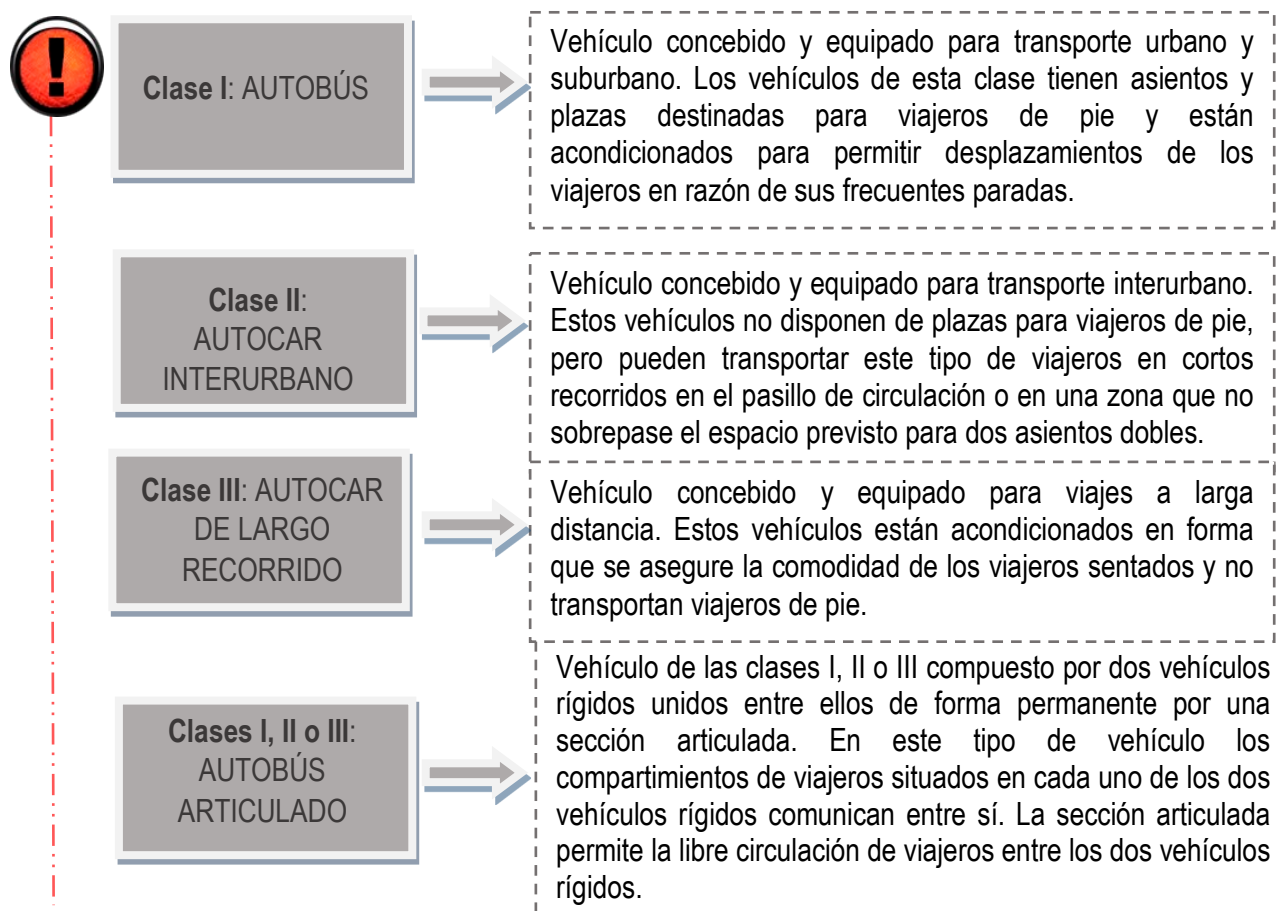 Clase I: AUTOBÚS
Vehículo concebido y equipado para transporte urbano y
suburbano. Los vehículos de esta clase tienen asientos y
plazas destinadas para viajeros de pie y están
acondicionados para permitir desplazamientos de los
viajeros en razón de sus frecuentes paradas.
Clase II:
AUTOCAR
INTERURBANO
Vehículo concebido y equipado para transporte interurbano.
Estos vehículos no disponen de plazas para viajeros de pie,
pero pueden transportar este tipo de viajeros en cortos
recorridos en el pasillo de circulación o en una zona que no
sobrepase el espacio previsto para dos asientos dobles.
Clase III: AUTOCAR
DE LARGO
RECORRIDO
Vehículo concebido y equipado para viajes a larga
distancia. Estos vehículos están acondicionados en forma
que se asegure la comodidad de los viajeros sentados y no
transportan viajeros de pie.
Clases I, II o III:
AUTOBÚS
ARTICULADO
Vehículo de las clases I, II o III compuesto por dos vehículos
rígidos unidos entre ellos de forma permanente por una
sección articulada. En este tipo de vehículo los
compartimientos de viajeros situados en cada uno de los dos
vehículos rígidos comunican entre sí. La sección articulada
permite la libre circulación de viajeros entre los dos vehículos
rígidos.